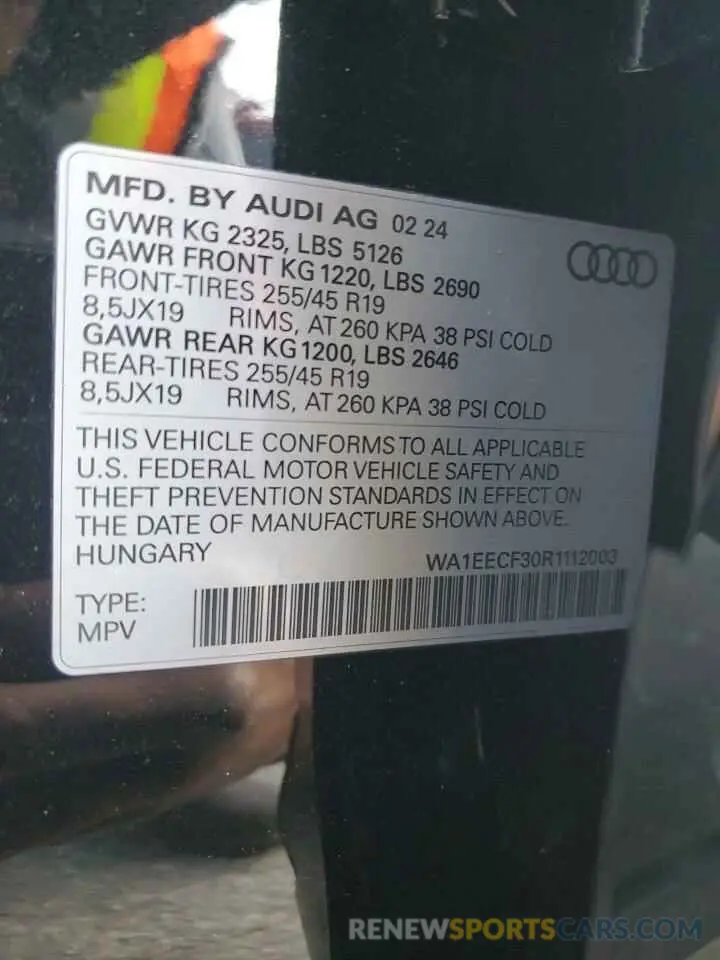 MFD. BY AUDI AG 02 24
GVWR KG 2325, LBS 5126
GAWR FRONT KG 1220, LBS 2690
FRONT-TIRES 255/45 R19
8,5JX19 RIMS, AT 260 KPA 38 PSI COLD
GAWR REAR KG 1200, LBS 2646
REAR-TIRES 255/45 R19
8,5JX19 RIMS, AT 260 KPA 38 PSI COLD
THIS VEHICLE CONFORMS TO ALL APPLICABLE
U.S. FEDERAL MOTOR VEHICLE SAFETY AND
THEFT PREVENTION STANDARDS IN EFFECT ON
THE DATE OF MANUFACTURE SHOWN ABOVE.
HUNGARY WA1EECF30R1112003
TYPE:
MPV
RENEWSPORTSCARS.COM